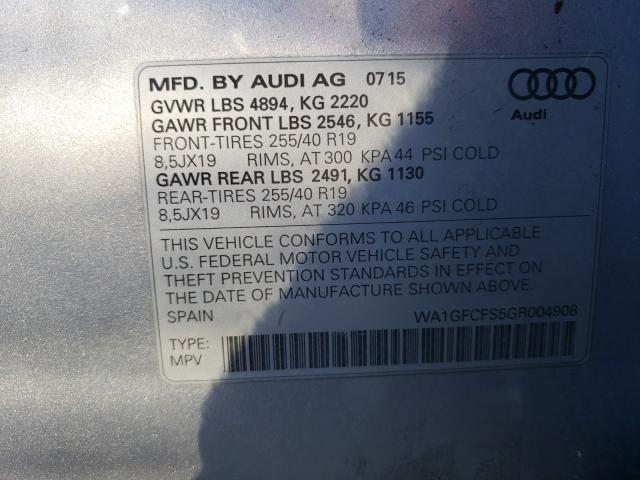 MFD. BY AUDI AG 0715
GVWR LBS 4894, KG 2220
GAWR FRONT LBS 2546, KG 1155
FRONT-TIRES 255/40 R19
8,5JX19 RIMS, AT 300 KPA 44 PSI COLD
GAWR REAR LBS 2491, KG 1130
REAR-TIRES 255/40 R19
8,5JX19 RIMS, AT 320 KPA 46 PSI COLD
Audi
THIS VEHICLE CONFORMS TO ALL APPLICABLE
U.S. FEDERAL MOTOR VEHICLE SAFETY AND
THEFT PREVENTION STANDARDS IN EFFECT ON
THE DATE OF MANUFACTURE SHOWN ABOVE.
SPAIN WA1GFCFS5GR004908
TYPE:
MPV